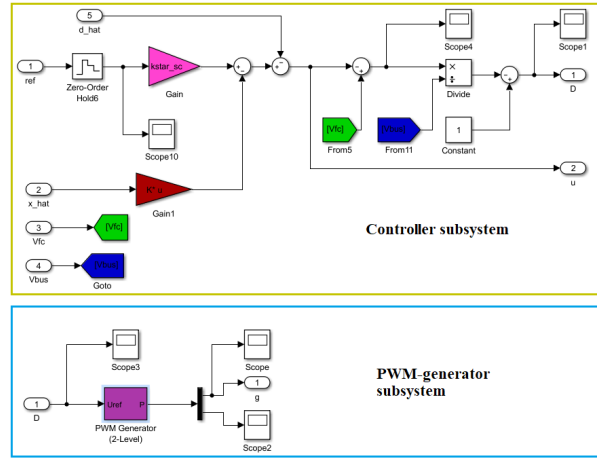 5
d_hat
Scope4
Scope1
1
ref
Zero-Order
Hold6
kstar_sc
Gain
Divide
1
D
Scope10
[Vfc]
From5
From11
1
Constant
2
x_hat
K*u
Gain1
2
u
3
Vfc
[Vfc]
Controller subsystem
4
Vbus
Goto
Scope3
Scope
PWM-generator
subsystem
1
D
Uref
P
PWM Generator
(2-Level)
1
g
Scope2